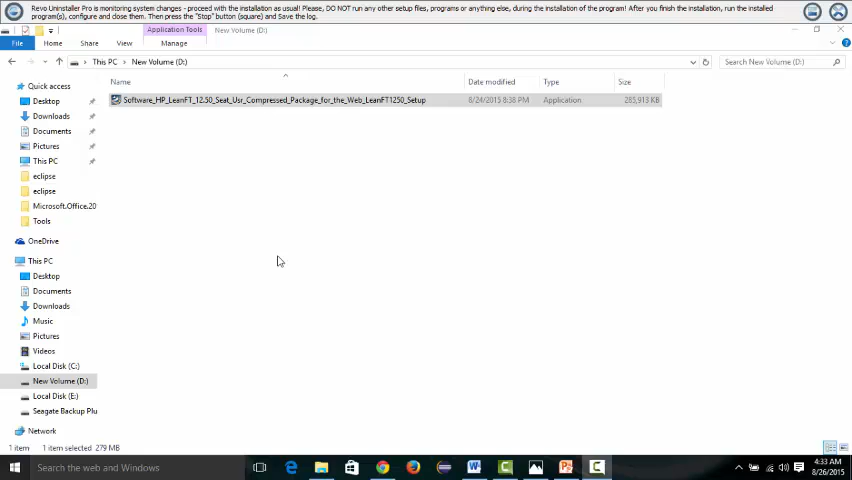 Revo Uninstaller Pro is monitoring system changes - proceed with the installation as usual! Please, DO NOT run any other setup files, programs or anything else, during the installation of the program! After you finish the installation, run the installed
program(s), configure and close them. Then press the "Stop" button (square) and Save the log.
Application Tools New Volume (D:)
File Home Share View Manage
This PC New Volume (D:) Search New Volume (D:)
Name Date modified Type Size
Software_HP_LeanFT_12.50_Seat_Usr_Compressed_Package_for_the_Web_LeanFT1250_Setup 8/24/2015 8:38 PM Application 285,913 KB
Quick access
Desktop
Downloads
Documents
Pictures
This PC
eclipse
eclipse
Microsoft.Office.20
Tools
OneDrive
This PC
Desktop
Documents
Downloads
Music
Pictures
Videos
Local Disk (C:)
New Volume (D:)
Local Disk (E:)
Seagate Backup Plu
Network
1 item 1 item selected 279 MB
Search the web and Windows
4:33 AM
8/26/2015